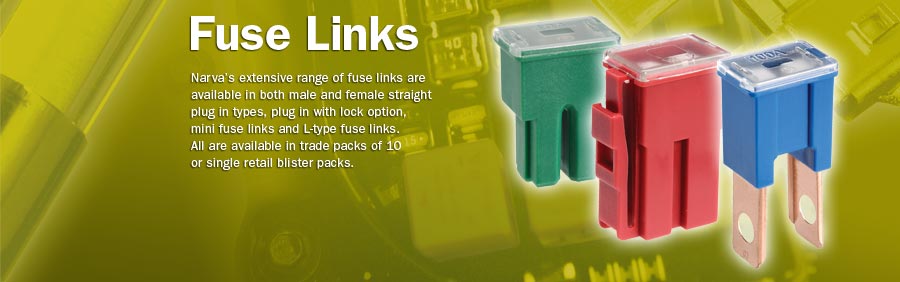 Fuse Links
Narva's extensive range of fuse links are
available in both male and female straight
plug in types, plug in with lock option,
mini fuse links and L-type fuse links.
All are available in trade packs of 10
or single retail blister packs.
100A
40